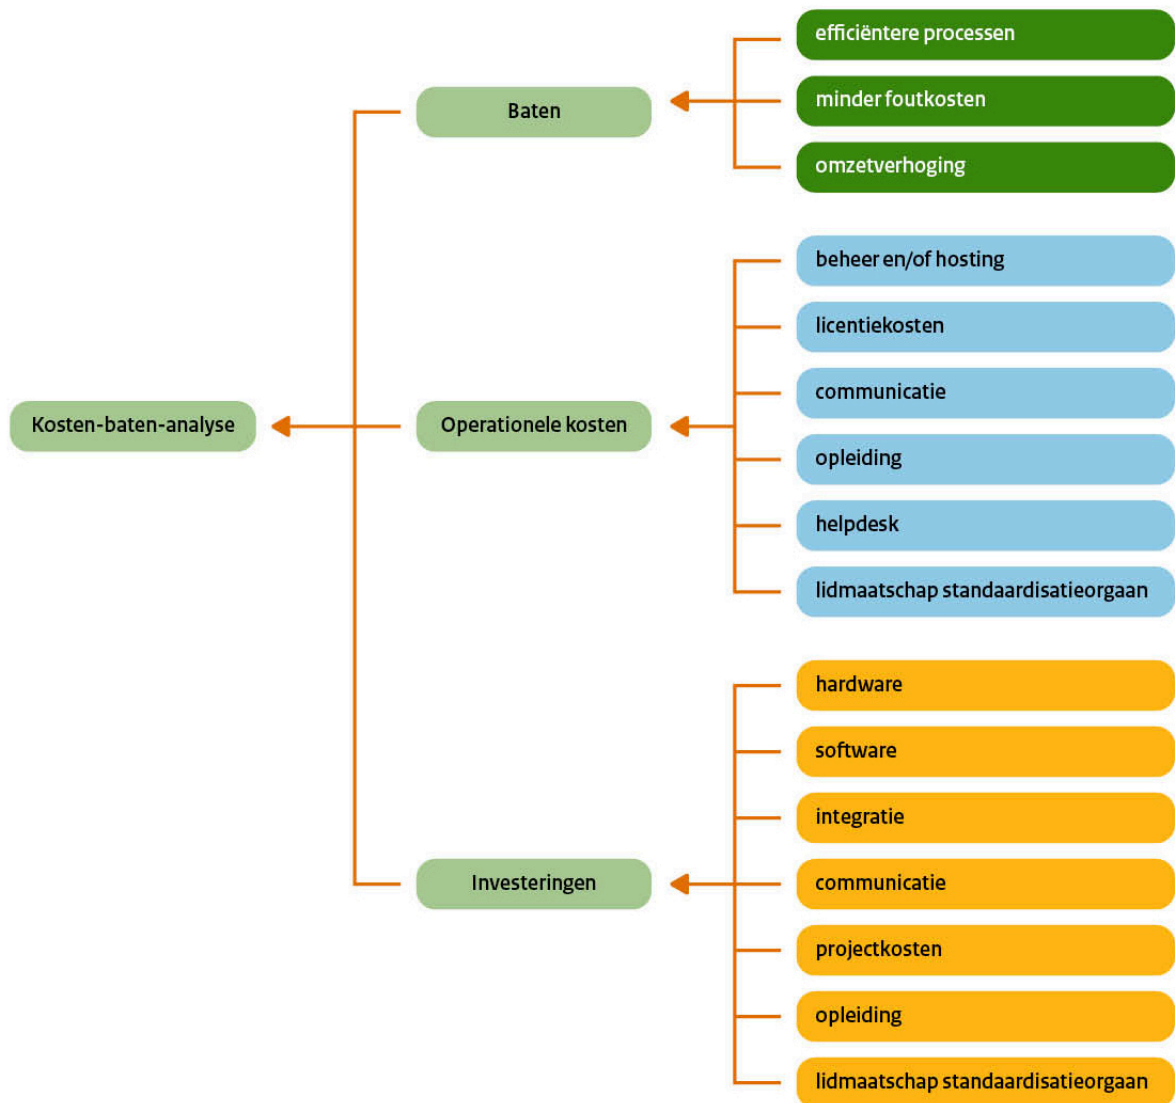 efficiëntere processen
Baten
minder foutkosten
omzetverhoging
beheer en/of hosting
licentiekosten
communicatie
Kosten-baten-analyse
Operationele kosten
opleiding
helpdesk
lidmaatschap standaardisatieorgaan
hardware
software
integratie
Investeringen
communicatie
projectkosten
opleiding
lidmaatschap standaardisatieorgaan